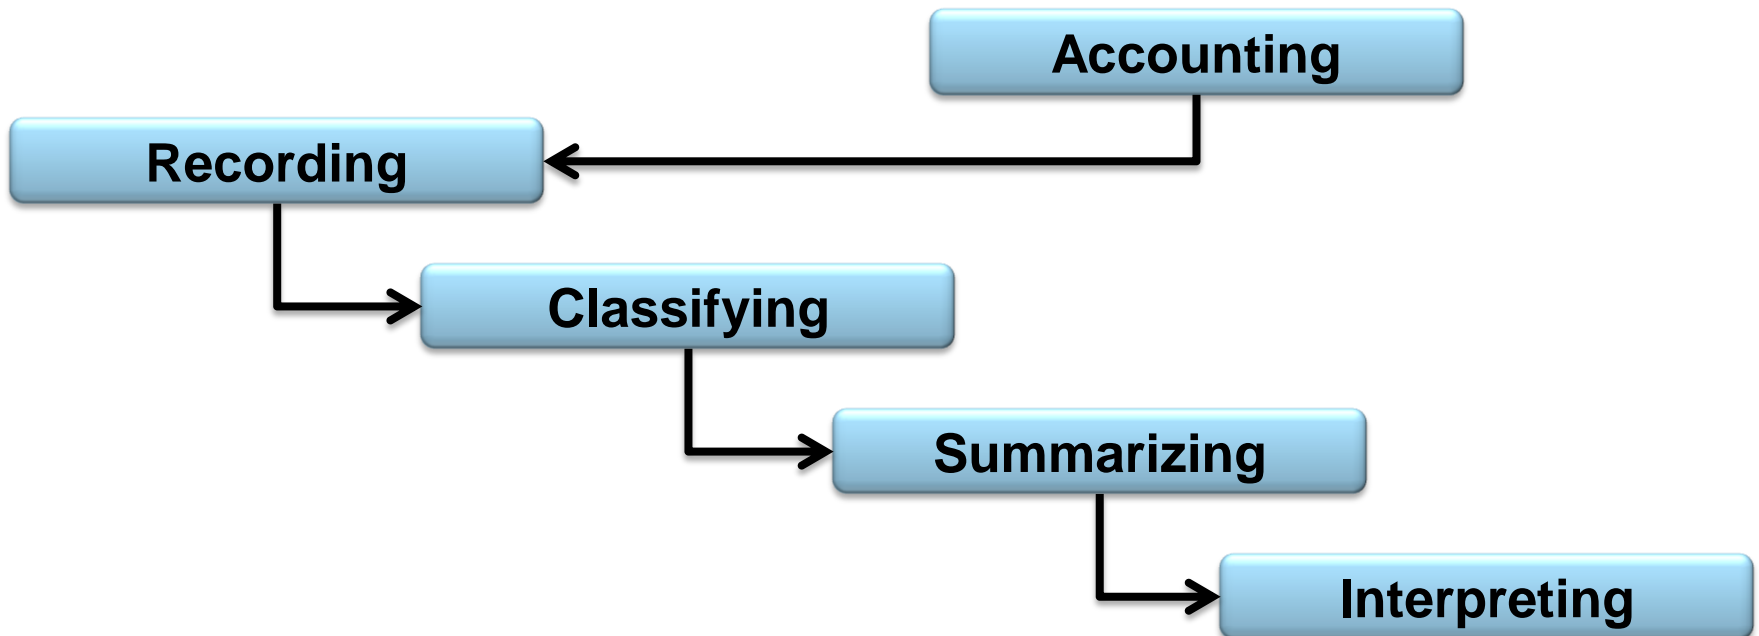 Accounting
Recording
Classifying
Summarizing
Interpreting